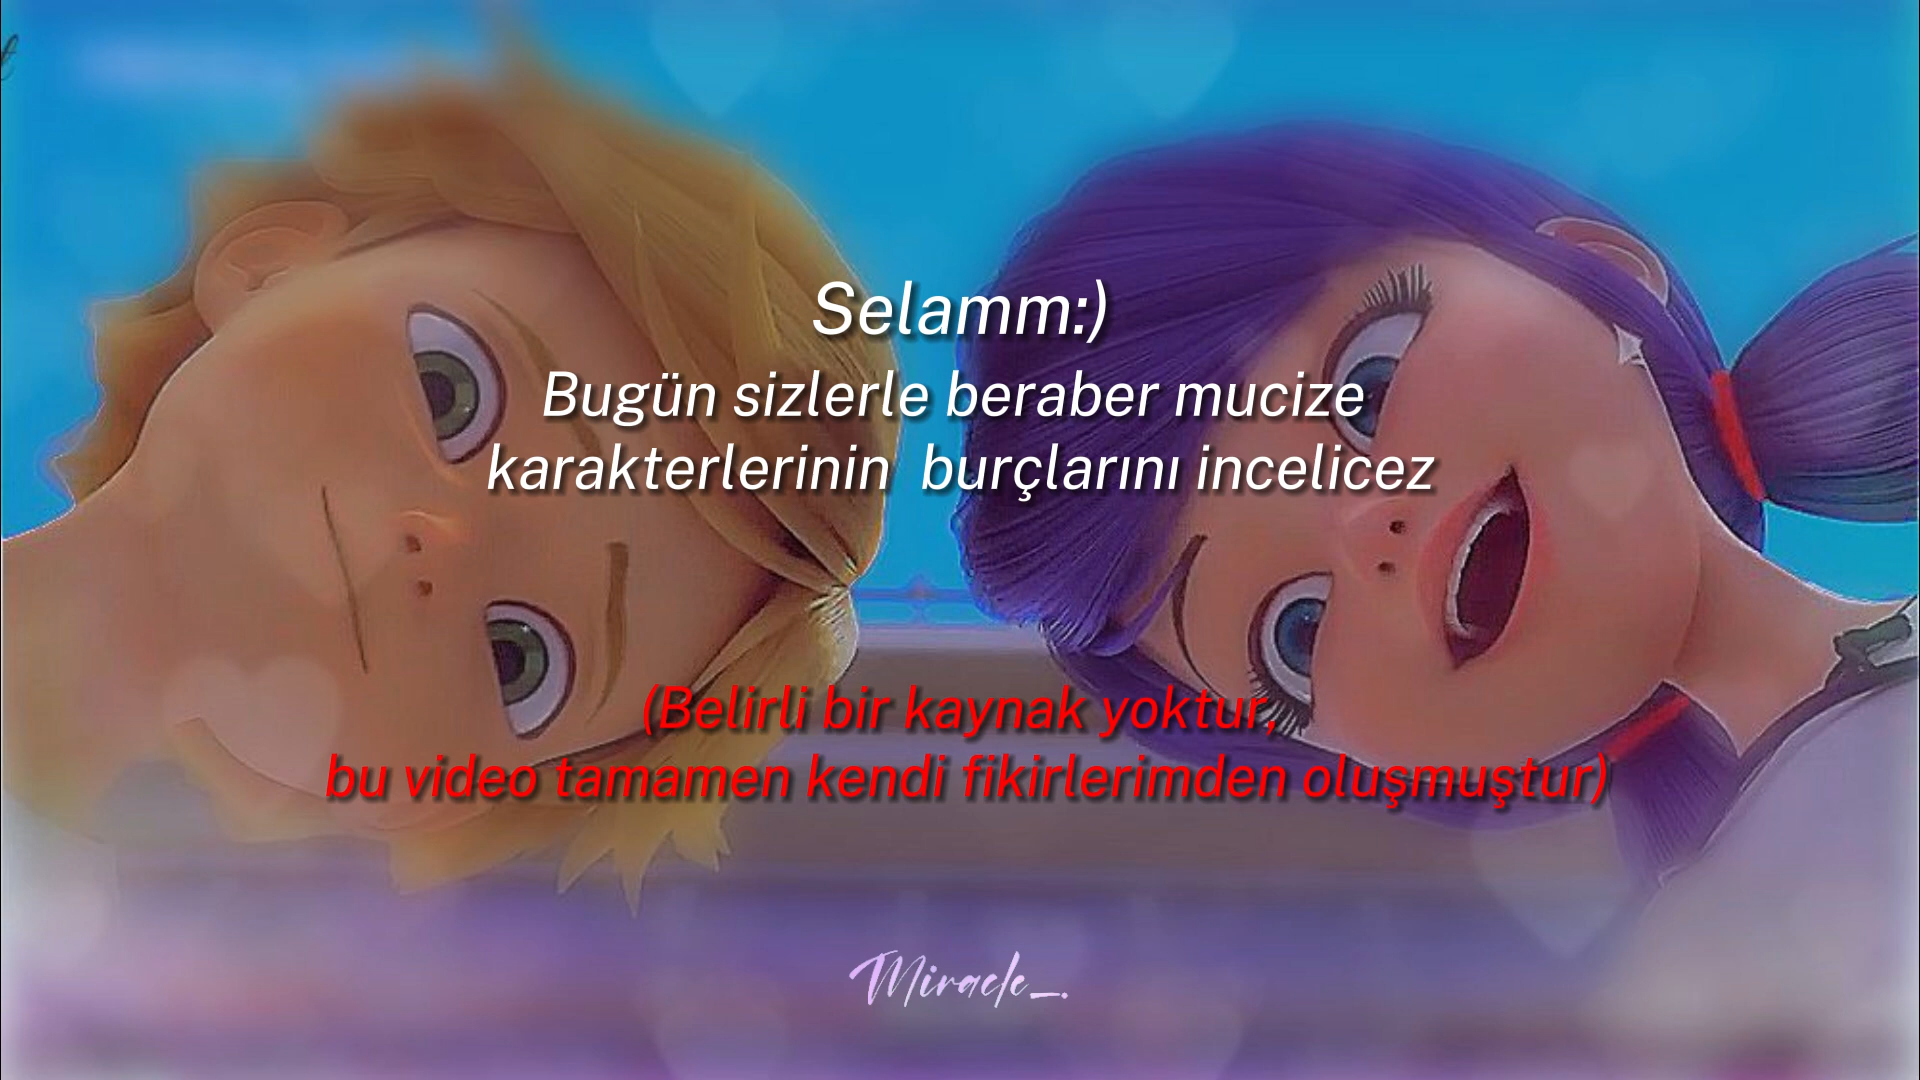 Selamm:)
Bugün sizlerle beraber mucize
karakterlerinin  burçlarını incelicez
(Belirli bir kaynak yoktur,
bu video tamamen kendi fikirlerimden oluşmuştur)
Miracle_.